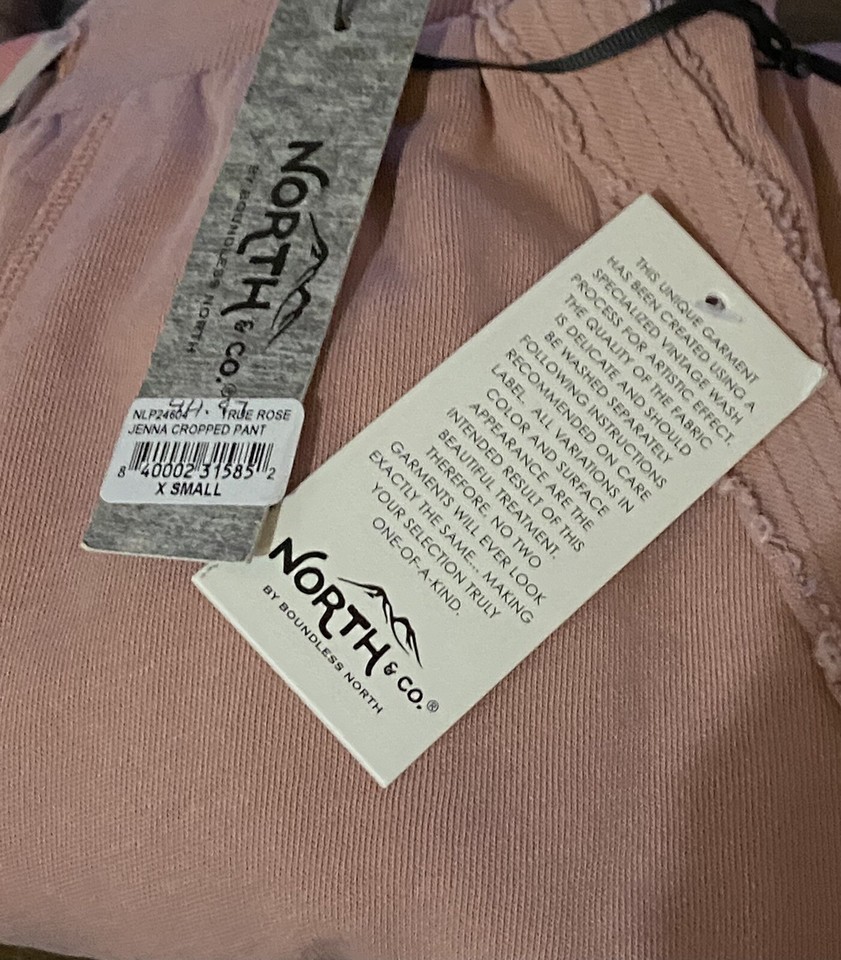 NORTH & CO.®
BY BOUNDLESS NORTH
NLP24604 TRUE ROSE
JENNA CROPPED PANT
8 40002 31585 2
X SMALL
THIS UNIQUE GARMENT
HAS BEEN CREATED USING A
SPECIALIZED VINTAGE WASH
PROCESS FOR ARTISTIC EFFECT.
THE QUALITY OF THE FABRIC
IS DELICATE AND SHOULD
BE WASHED SEPARATELY
FOLLOWING INSTRUCTIONS
RECOMMENDED ON CARE
LABEL. ALL VARIATIONS IN
COLOR AND SURFACE
APPEARANCE ARE THE
INTENDED RESULT OF THIS
BEAUTIFUL TREATMENT.
THEREFORE, NO TWO
GARMENTS WILL EVER LOOK
EXACTLY THE SAME... MAKING
YOUR SELECTION TRULY
ONE-OF-A-KIND.
NORTH & CO.®
BY BOUNDLESS NORTH